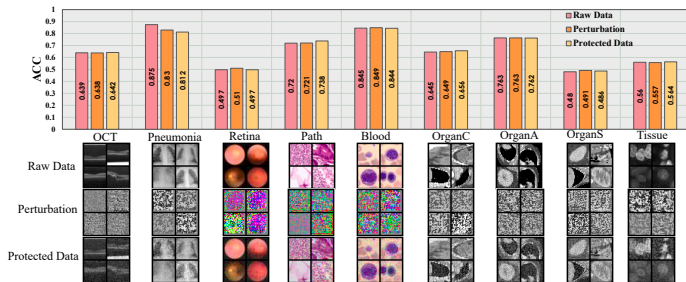 1
0.9
0.8
0.7
0.6
0.5
0.4
0.3
0.2
0.1
0
ACC
Raw Data
Perturbation
Protected Data
0.639 0.638 0.642
0.875 0.83 0.812
0.497 0.51 0.497
0.72 0.721 0.738
0.845 0.849 0.844
0.645 0.649 0.656
0.763 0.763 0.762
0.48 0.491 0.486
0.56 0.557 0.564
OCT Pneumonia Retina Path Blood OrganC OrganA OrganS Tissue
Raw Data
Perturbation
Protected Data